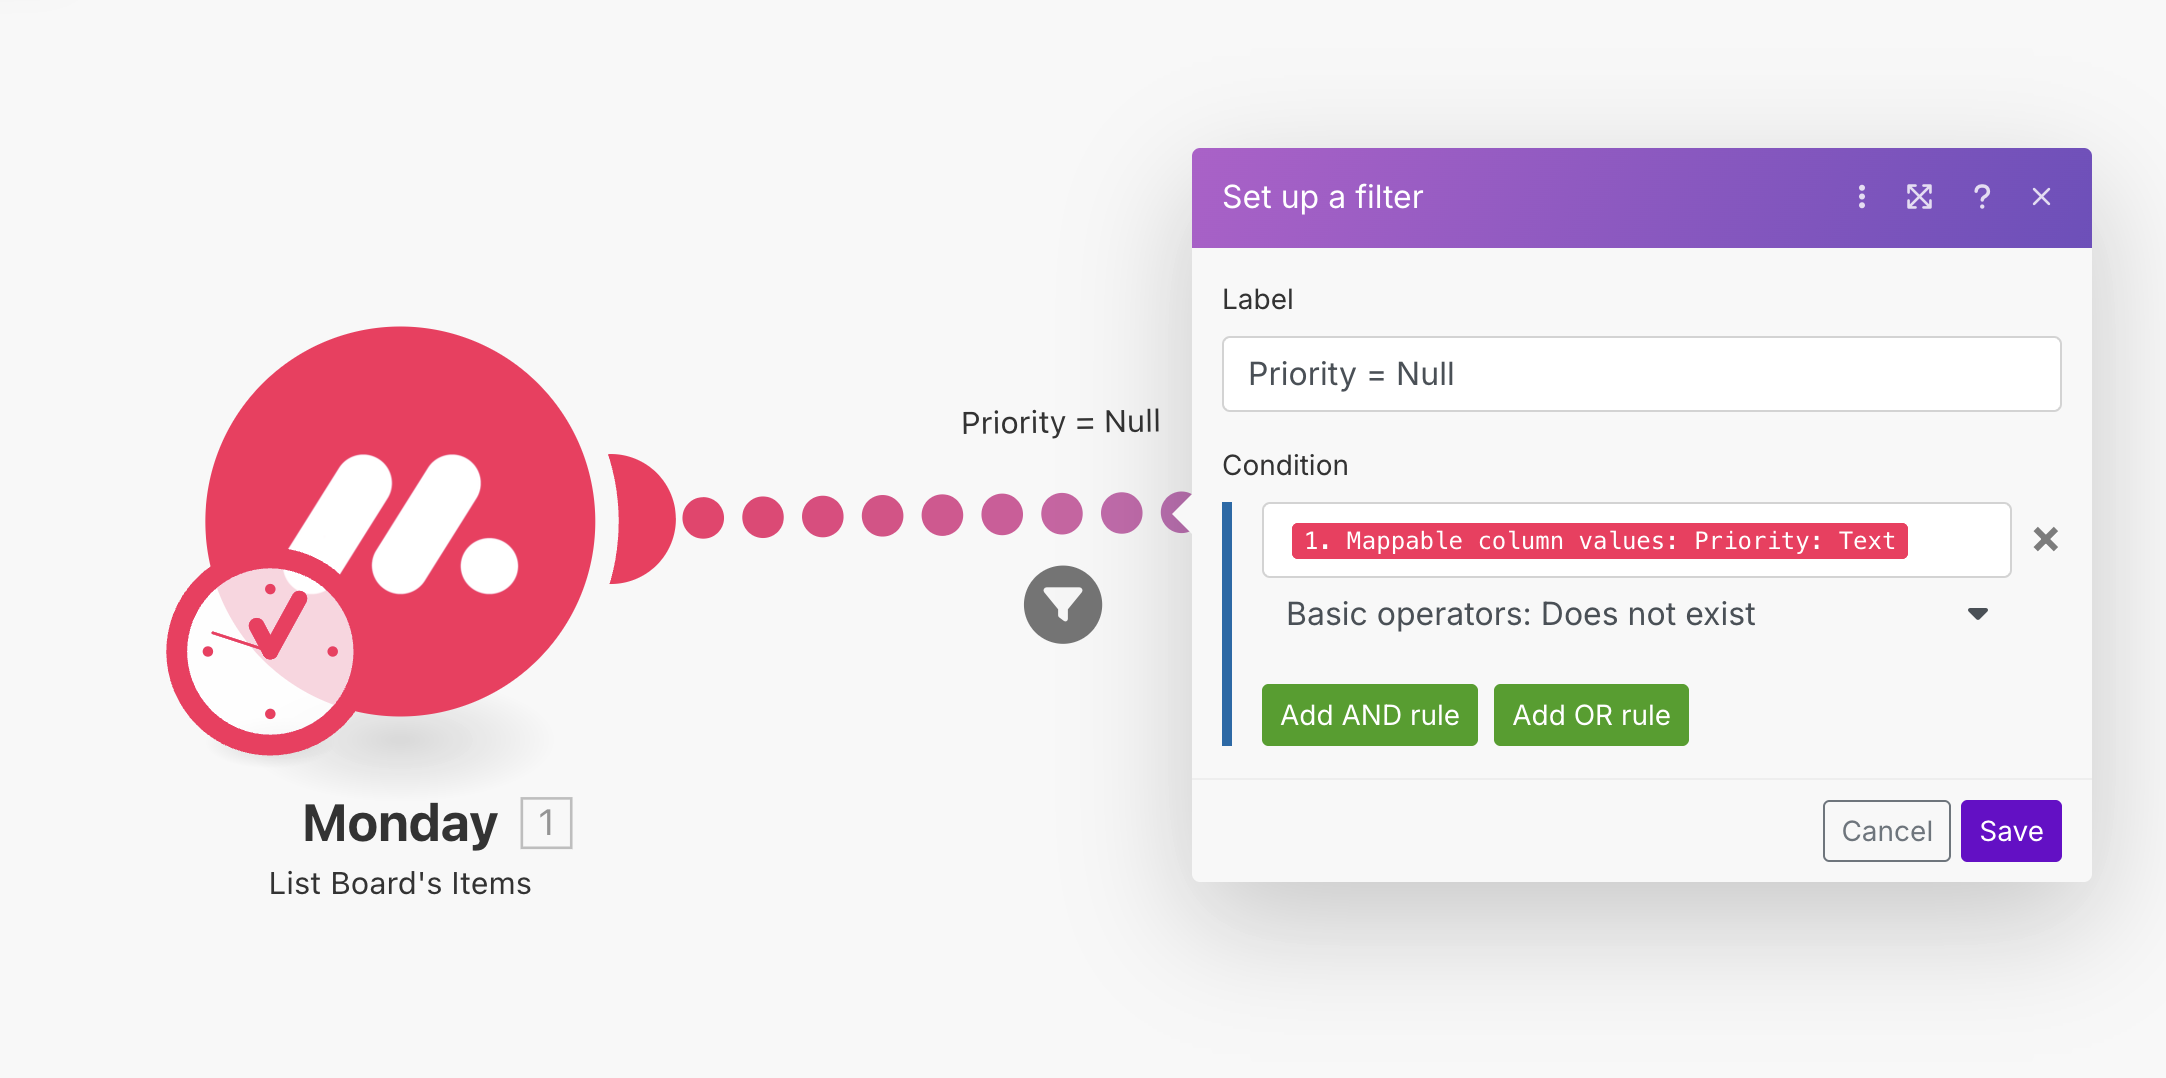 Set up a filter
Label
Priority = Null
Priority = Null
Condition
1. Mappable column values: Priority: Text
Basic operators: Does not exist
Add AND rule
Add OR rule
Cancel
Save
Monday 1
List Board's Items